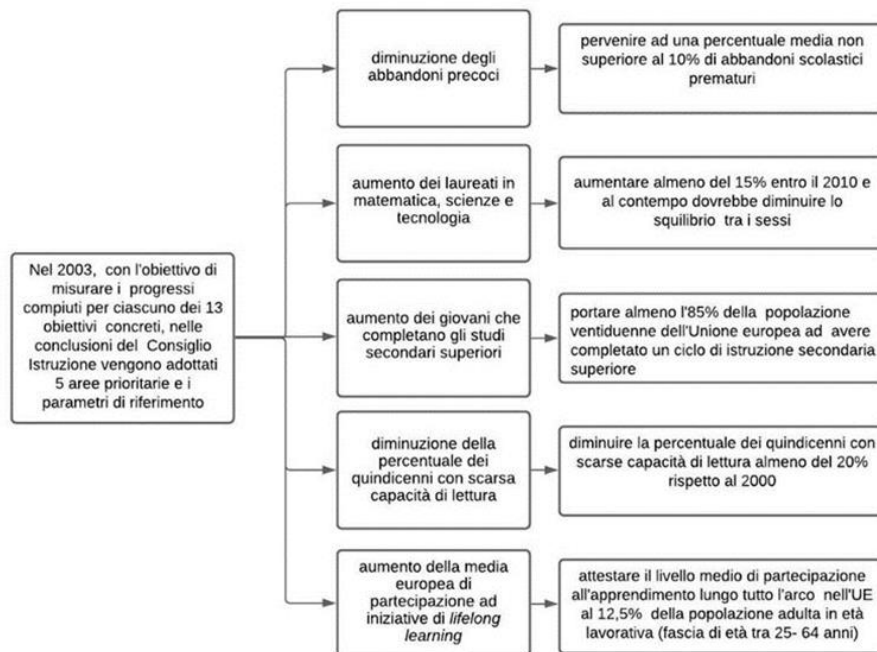 Nel 2003, con l'obiettivo di
misurare i progressi
compiuti per ciascuno dei 13
obiettivi concreti, nelle
conclusioni del Consiglio
Istruzione vengono adottati
5 aree prioritarie e i
parametri di riferimento
diminuzione degli
abbandoni precoci
pervenire ad una percentuale media non
superiore al 10% di abbandoni scolastici
prematuri
aumento dei laureati in
matematica, scienze e
tecnologia
aumentare almeno del 15% entro il 2010 e
al contempo dovrebbe diminuire lo
squilibrio tra i sessi
aumento dei giovani che
completano gli studi
secondari superiori
portare almeno l'85% della popolazione
ventiduenne dell'Unione europea ad avere
completato un ciclo di istruzione secondaria
superiore
diminuzione della
percentuale dei
quindicenni con scarsa
capacità di lettura
diminuire la percentuale dei quindicenni con
scarse capacità di lettura almeno del 20%
rispetto al 2000
aumento della media
europea di
partecipazione ad
iniziative di lifelong
learning
attestare il livello medio di partecipazione
all'apprendimento lungo tutto l'arco nell'UE
al 12,5% della popolazione adulta in età
lavorativa (fascia di età tra 25- 64 anni)